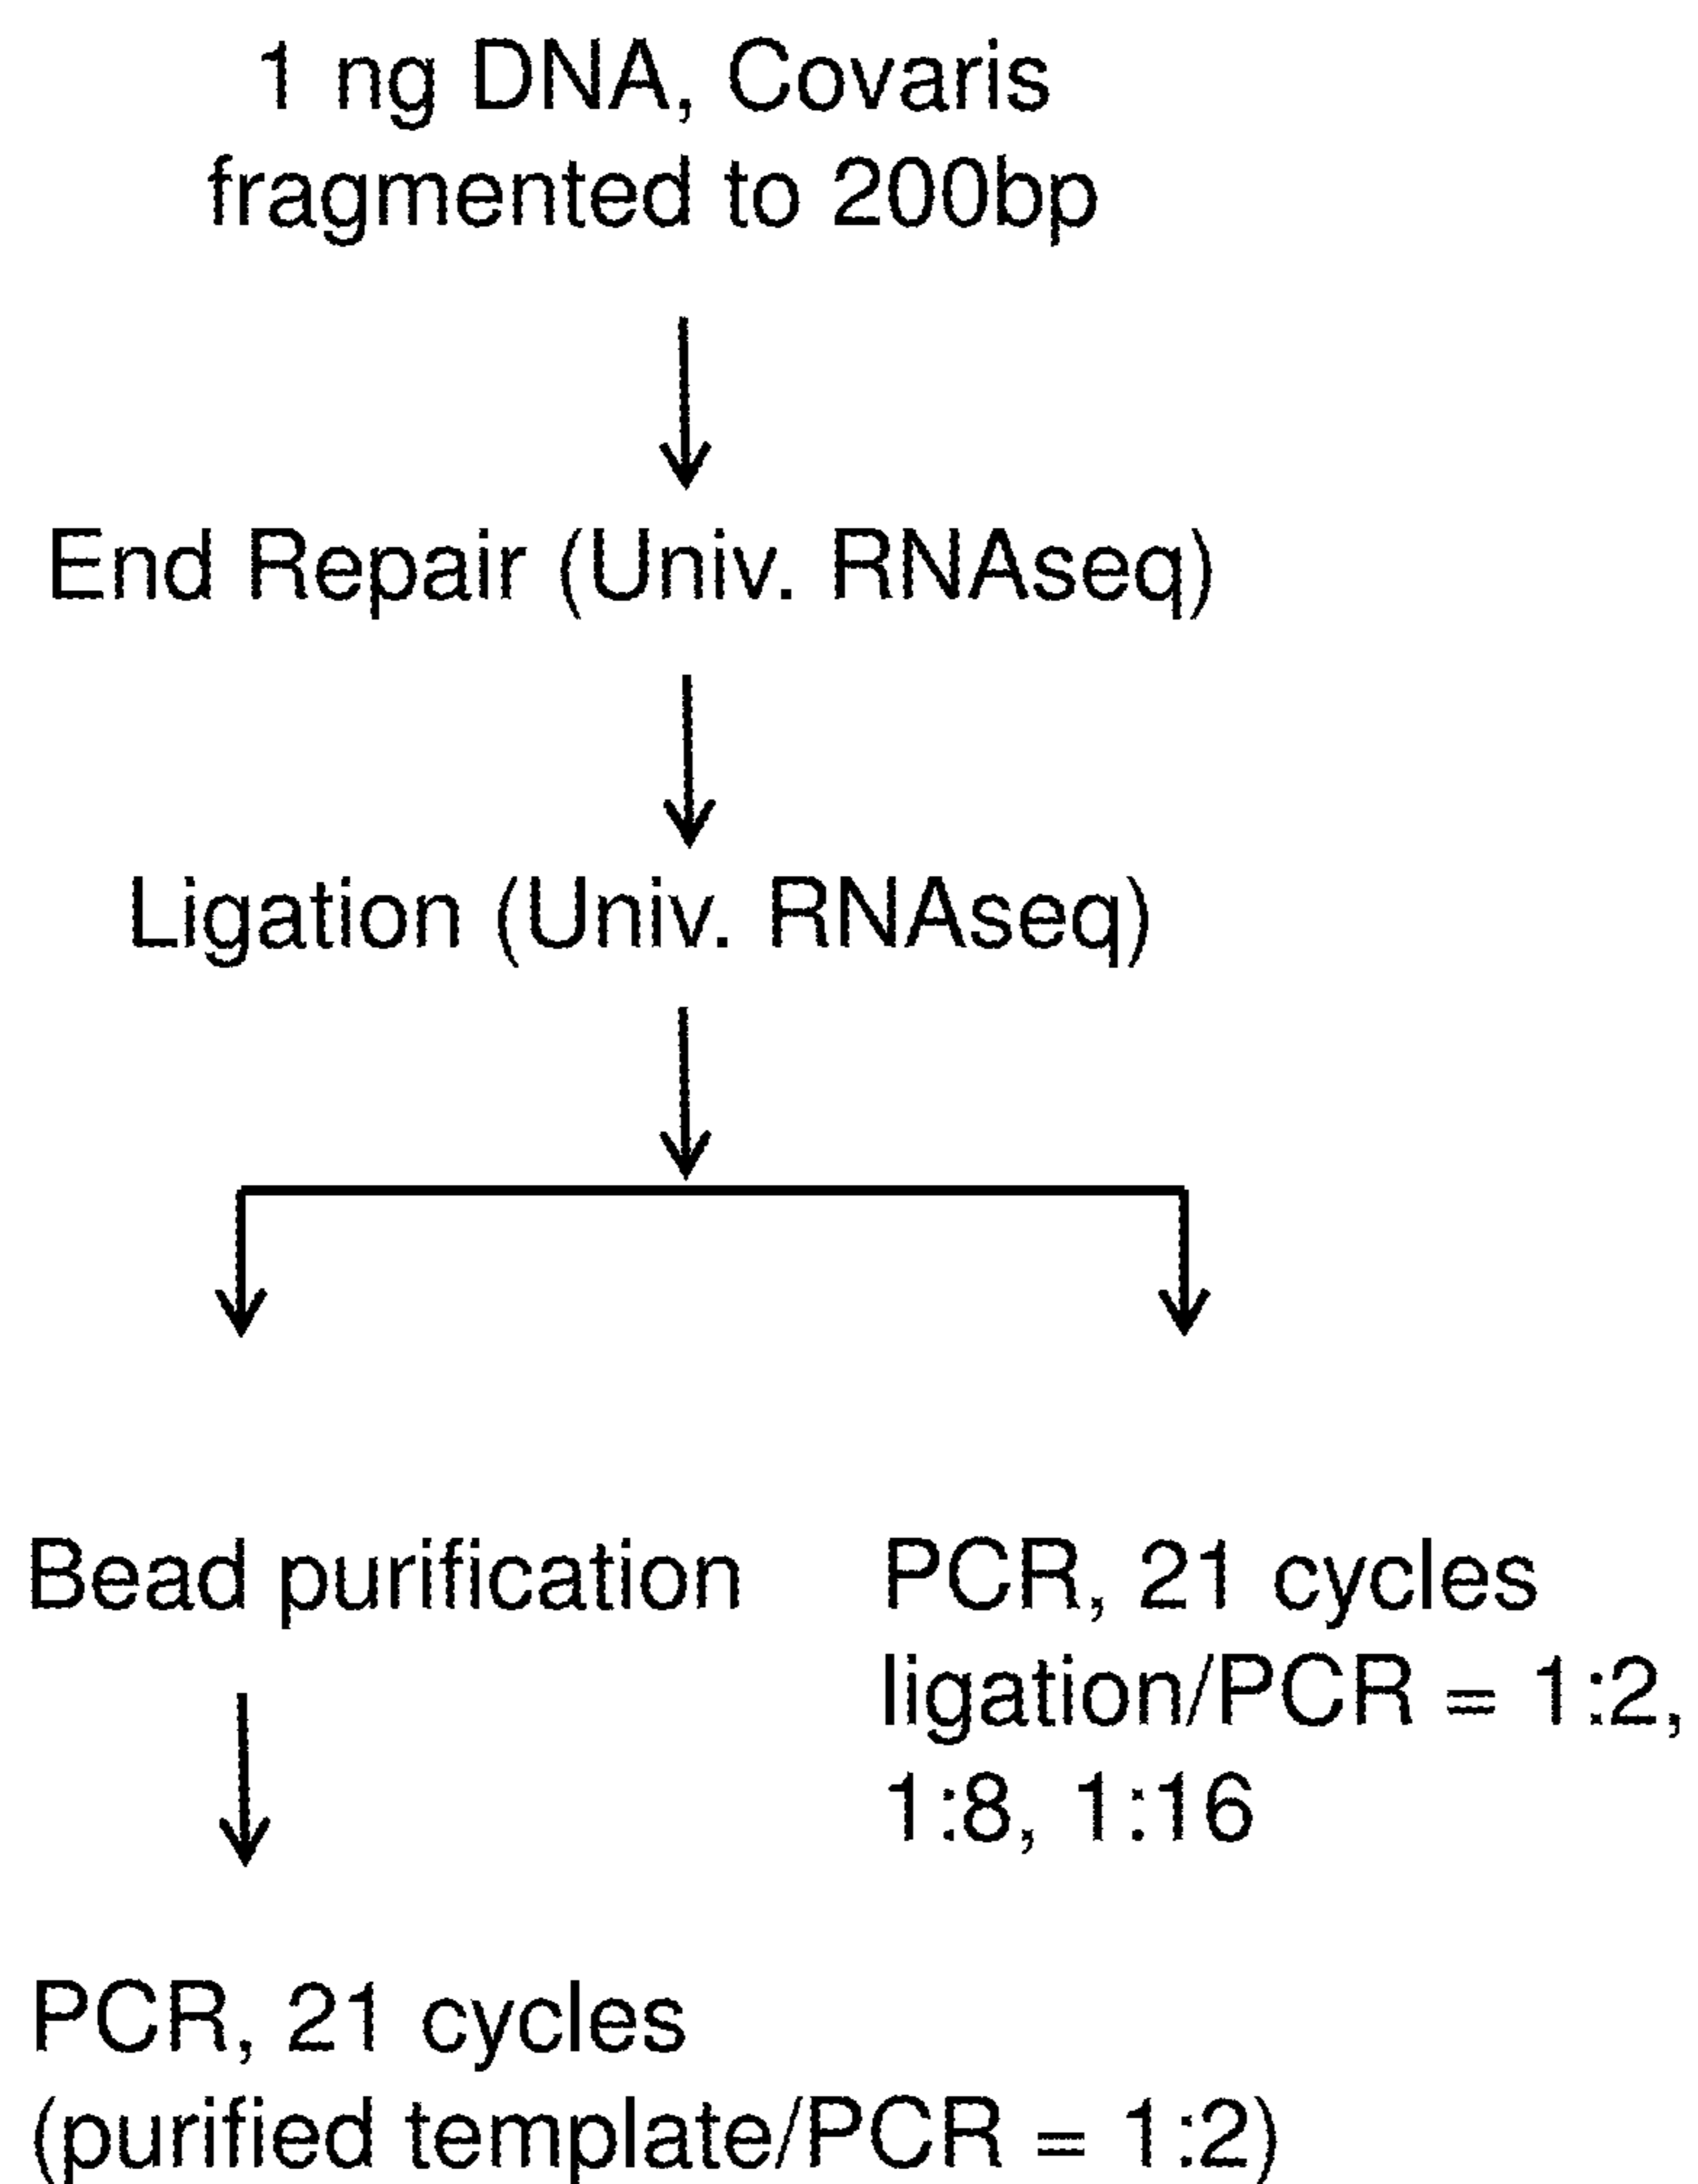 1 ng DNA, Covaris
fragmented to 200bp
End Repair (Univ. RNAseq)
Ligation (Univ. RNAseq)
Bead purification
PCR, 21 cycles
ligation/PCR = 1:2,
1:8, 1:16
PCR, 21 cycles
(purified template/PCR = 1:2)